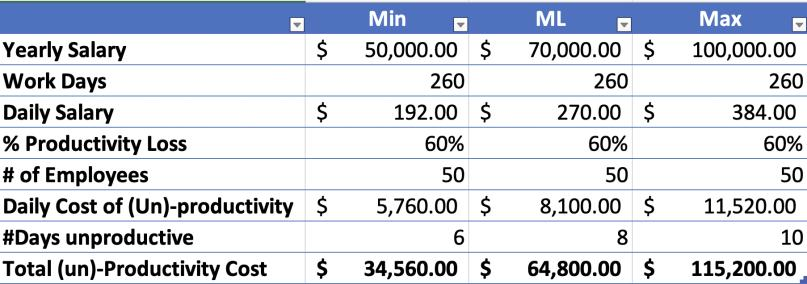 Min ML Max
Yearly Salary $ 50,000.00 $ 70,000.00 $ 100,000.00
Work Days 260 260 260
Daily Salary $ 192.00 $ 270.00 $ 384.00
% Productivity Loss 60% 60% 60%
# of Employees 50 50 50
Daily Cost of (Un)-productivity $ 5,760.00 $ 8,100.00 $ 11,520.00
#Days unproductive 6 8 10
Total (un)-Productivity Cost $ 34,560.00 $ 64,800.00 $ 115,200.00